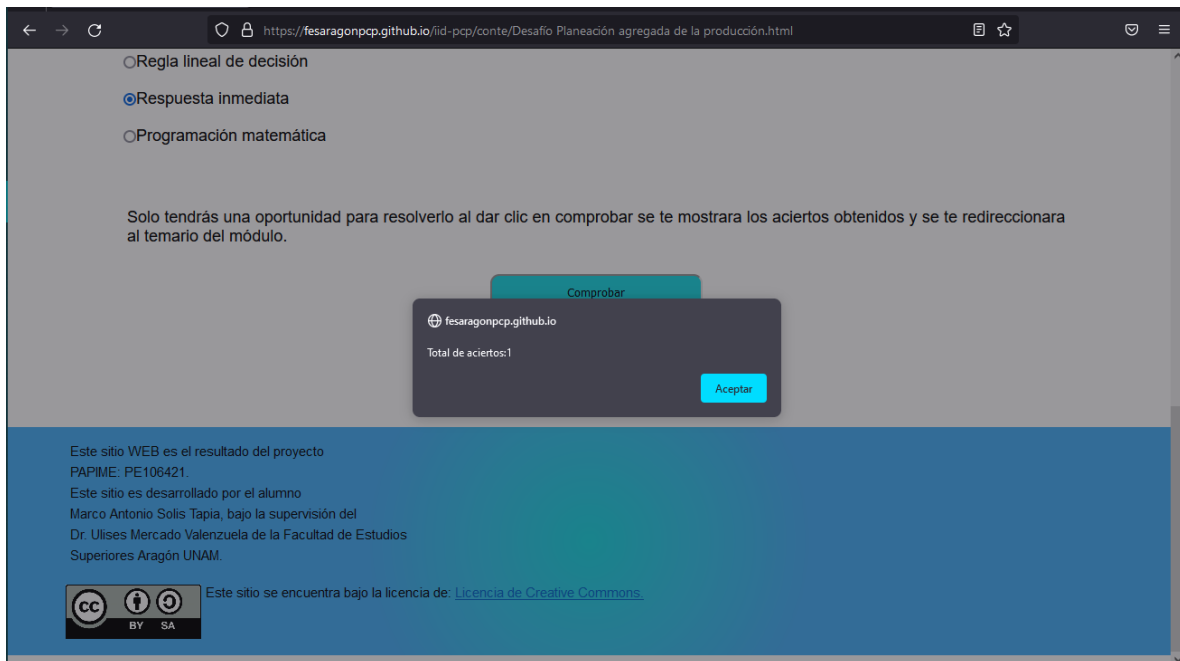 https://fesaragonpcp.github.io/iid-pcp/conte/Desafío Planeación agregada de la producción.html
Regla lineal de decisión
Respuesta inmediata
Programación matemática
Solo tendrás una oportunidad para resolverlo al dar clic en comprobar se te mostrara los aciertos obtenidos y se te redireccionara
al temario del módulo.
Comprobar
fesaragonpcp.github.io
Total de aciertos:1
Aceptar
Este sitio WEB es el resultado del proyecto
PAPIME: PE106421.
Este sitio es desarrollado por el alumno
Marco Antonio Solis Tapia, bajo la supervisión del
Dr. Ulises Mercado Valenzuela de la Facultad de Estudios
Superiores Aragón UNAM.
cc BY SA
Este sitio se encuentra bajo la licencia de: Licencia de Creative Commons.